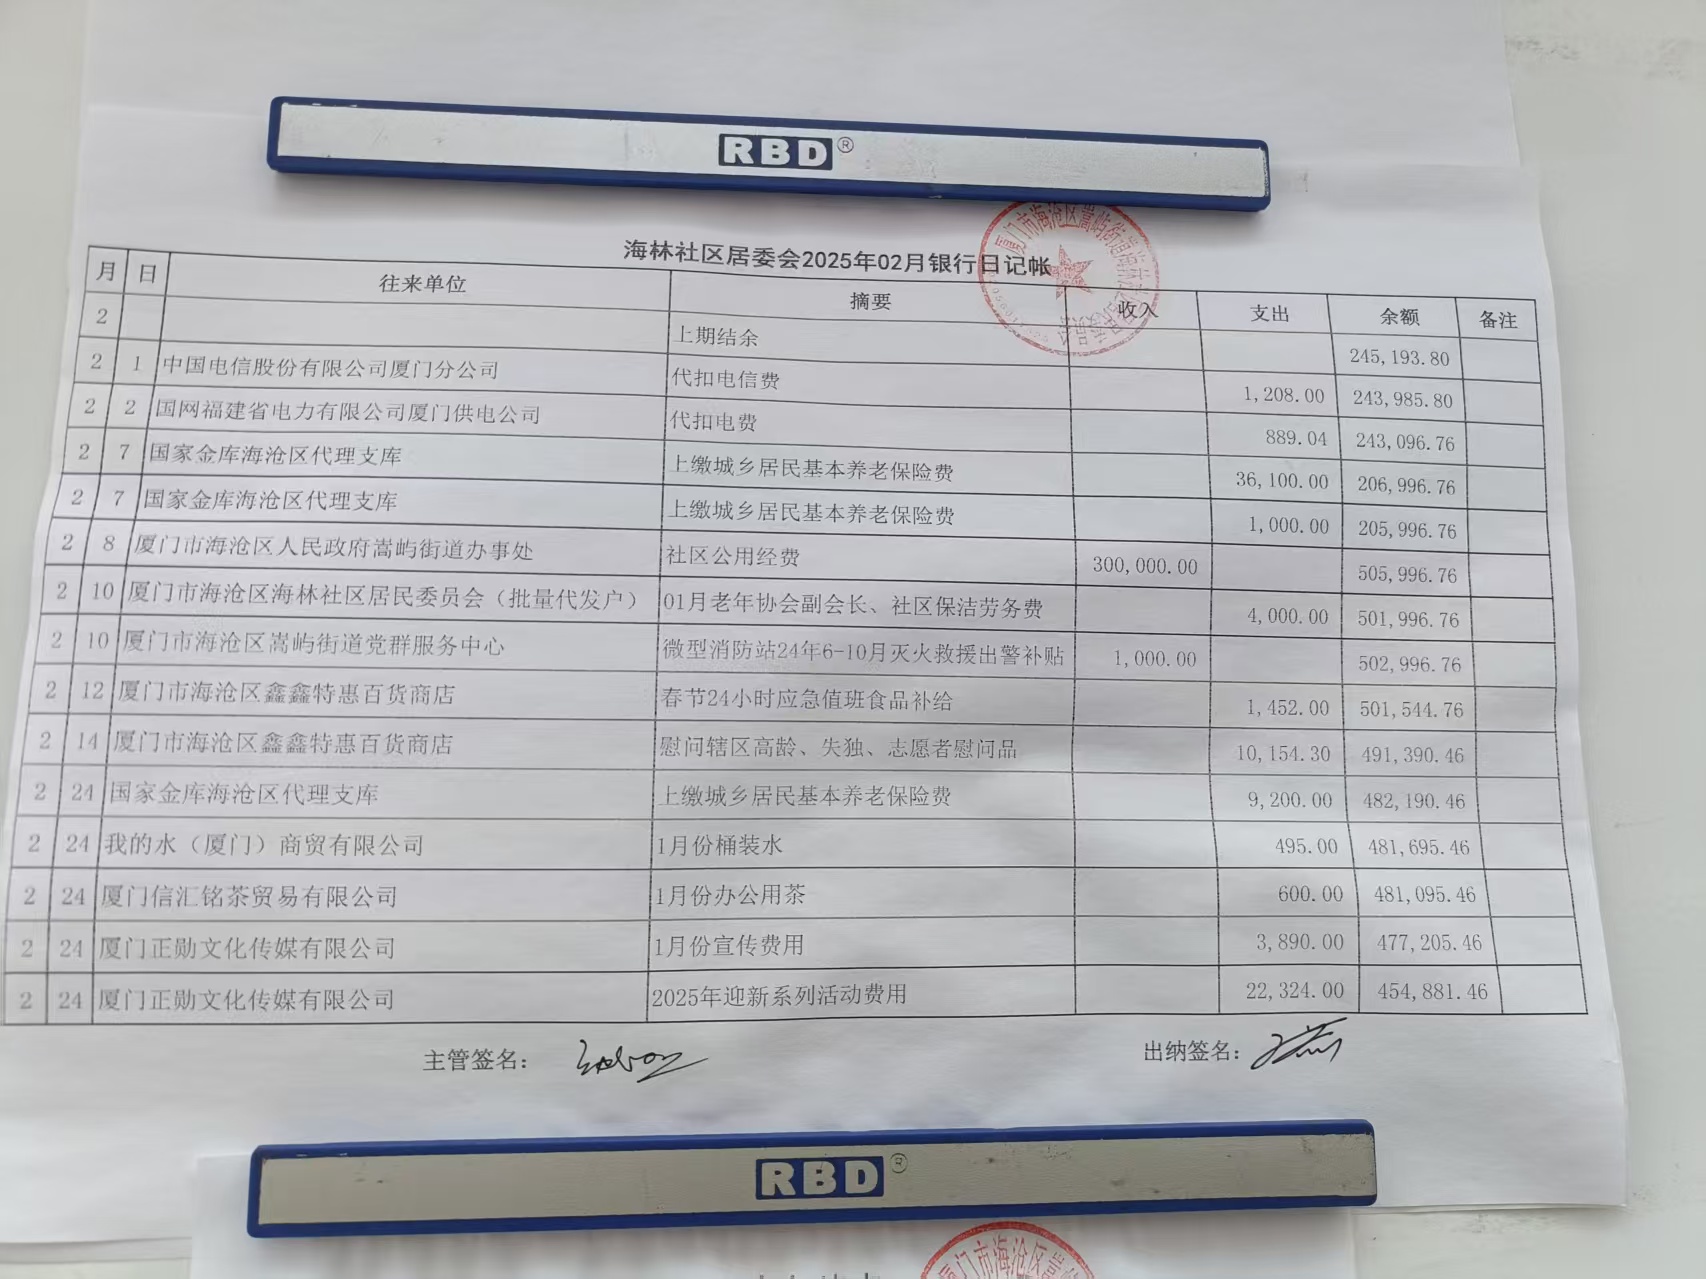 RBD®
海林社区居委会2025年02月银行日记帐
月 日 往来单位 摘要 收入 支出 余额 备注
2 上期结余 245,193.80
2 1 中国电信股份有限公司厦门分公司 代扣电信费 1,208.00 243,985.80
2 2 国网福建省电力有限公司厦门供电公司 代扣电费 889.04 243,096.76
2 7 国家金库海沧区代理支库 上缴城乡居民基本养老保险费 36,100.00 206,996.76
2 7 国家金库海沧区代理支库 上缴城乡居民基本养老保险费 1,000.00 205,996.76
2 8 厦门市海沧区人民政府嵩屿街道办事处 社区公用经费 300,000.00 505,996.76
2 10 厦门市海沧区海林社区居民委员会（批量代发户） 01月老年协会副会长、社区保洁劳务费 4,000.00 501,996.76
2 10 厦门市海沧区嵩屿街道党群服务中心 微型消防站24年6-10月灭火救援出警补贴 1,000.00 502,996.76
2 12 厦门市海沧区鑫鑫特惠百货商店 春节24小时应急值班食品补给 1,452.00 501,544.76
2 14 厦门市海沧区鑫鑫特惠百货商店 慰问辖区高龄、失独、志愿者慰问品 10,154.30 491,390.46
2 24 国家金库海沧区代理支库 上缴城乡居民基本养老保险费 9,200.00 482,190.46
2 24 我的水（厦门）商贸有限公司 1月份桶装水 495.00 481,695.46
2 24 厦门信汇铭茶贸易有限公司 1月份办公用茶 600.00 481,095.46
2 24 厦门正勋文化传媒有限公司 1月份宣传费用 3,890.00 477,205.46
2 24 厦门正勋文化传媒有限公司 2025年迎新系列活动费用 22,324.00 454,881.46
主管签名： 出纳签名：
RBD®
厦门市海沧区嵩